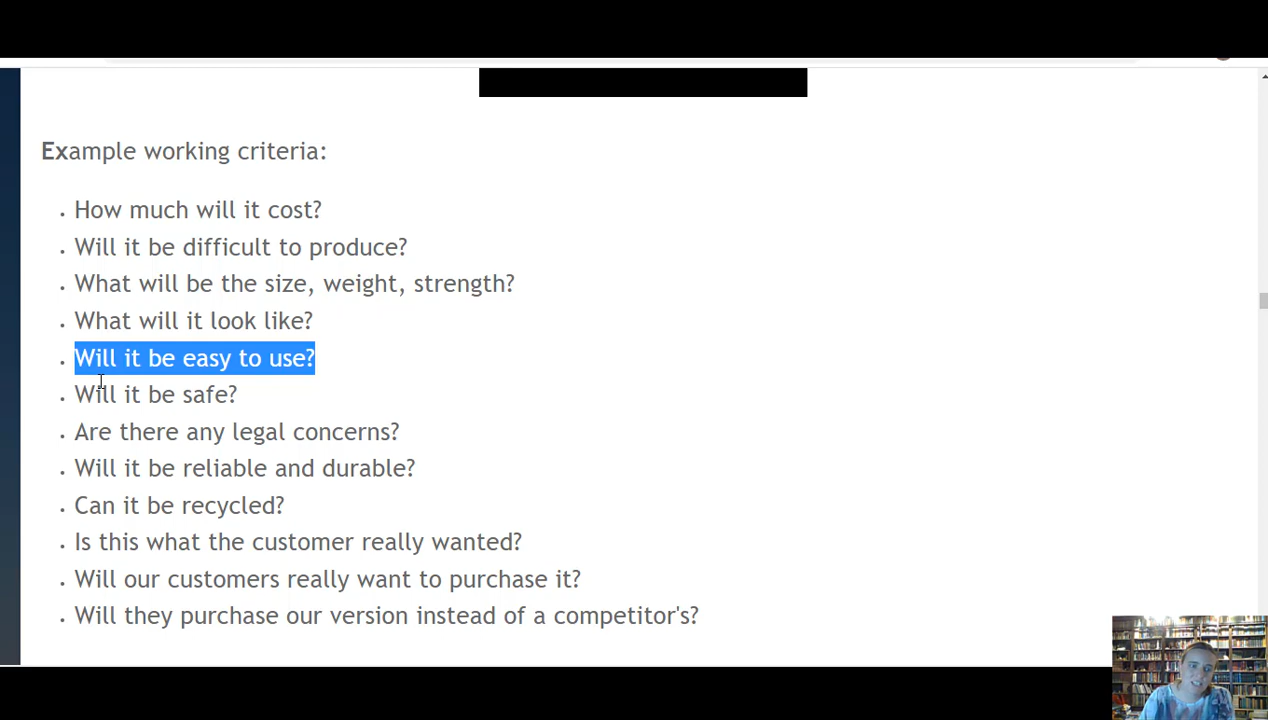 Example working criteria:
• How much will it cost?
• Will it be difficult to produce?
• What will be the size, weight, strength?
• What will it look like?
• Will it be easy to use?
• Will it be safe?
• Are there any legal concerns?
• Will it be reliable and durable?
• Can it be recycled?
• Is this what the customer really wanted?
• Will our customers really want to purchase it?
• Will they purchase our version instead of a competitor's?